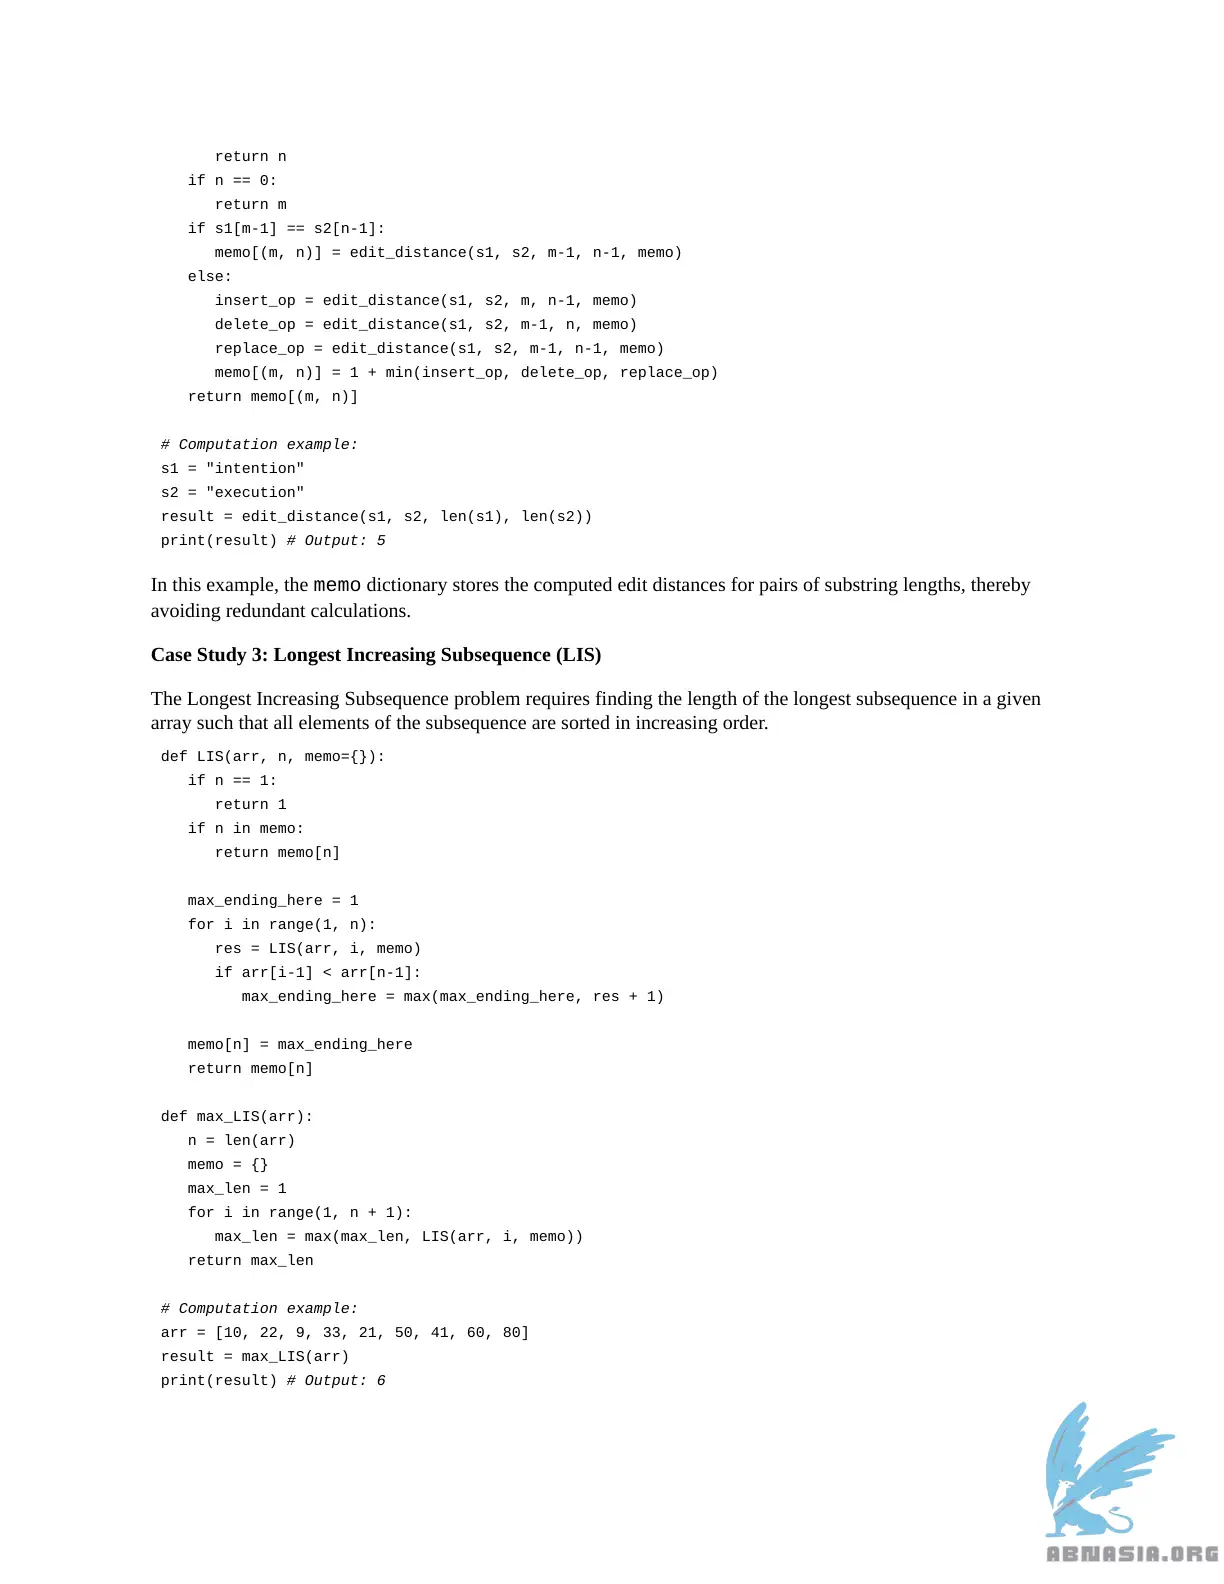 return n
if n == 0:
return m
if s1[m-1] == s2[n-1]:
memo[(m, n)] = edit_distance(s1, s2, m-1, n-1, memo)
else:
insert_op = edit_distance(s1, s2, m, n-1, memo)
delete_op = edit_distance(s1, s2, m-1, n, memo)
replace_op = edit_distance(s1, s2, m-1, n-1, memo)
memo[(m, n)] = 1 + min(insert_op, delete_op, replace_op)
return memo[(m, n)]
# Computation example:
s1 = "intention"
s2 = "execution"
result = edit_distance(s1, s2, len(s1), len(s2))
print(result) # Output: 5
In this example, the memo dictionary stores the computed edit distances for pairs of substring lengths, thereby
avoiding redundant calculations.
Case Study 3: Longest Increasing Subsequence (LIS)
The Longest Increasing Subsequence problem requires finding the length of the longest subsequence in a given
array such that all elements of the subsequence are sorted in increasing order.
def LIS(arr, n, memo={}):
if n == 1:
return 1
if n in memo:
return memo[n]
max_ending_here = 1
for i in range(1, n):
res = LIS(arr, i, memo)
if arr[i-1] < arr[n-1]:
max_ending_here = max(max_ending_here, res + 1)
memo[n] = max_ending_here
return memo[n]
def max_LIS(arr):
n = len(arr)
memo = {}
max_len = 1
for i in range(1, n + 1):
max_len = max(max_len, LIS(arr, i, memo))
return max_len
# Computation example:
arr = [10, 22, 9, 33, 21, 50, 41, 60, 80]
result = max_LIS(arr)
print(result) # Output: 6
ABNASIA.ORG